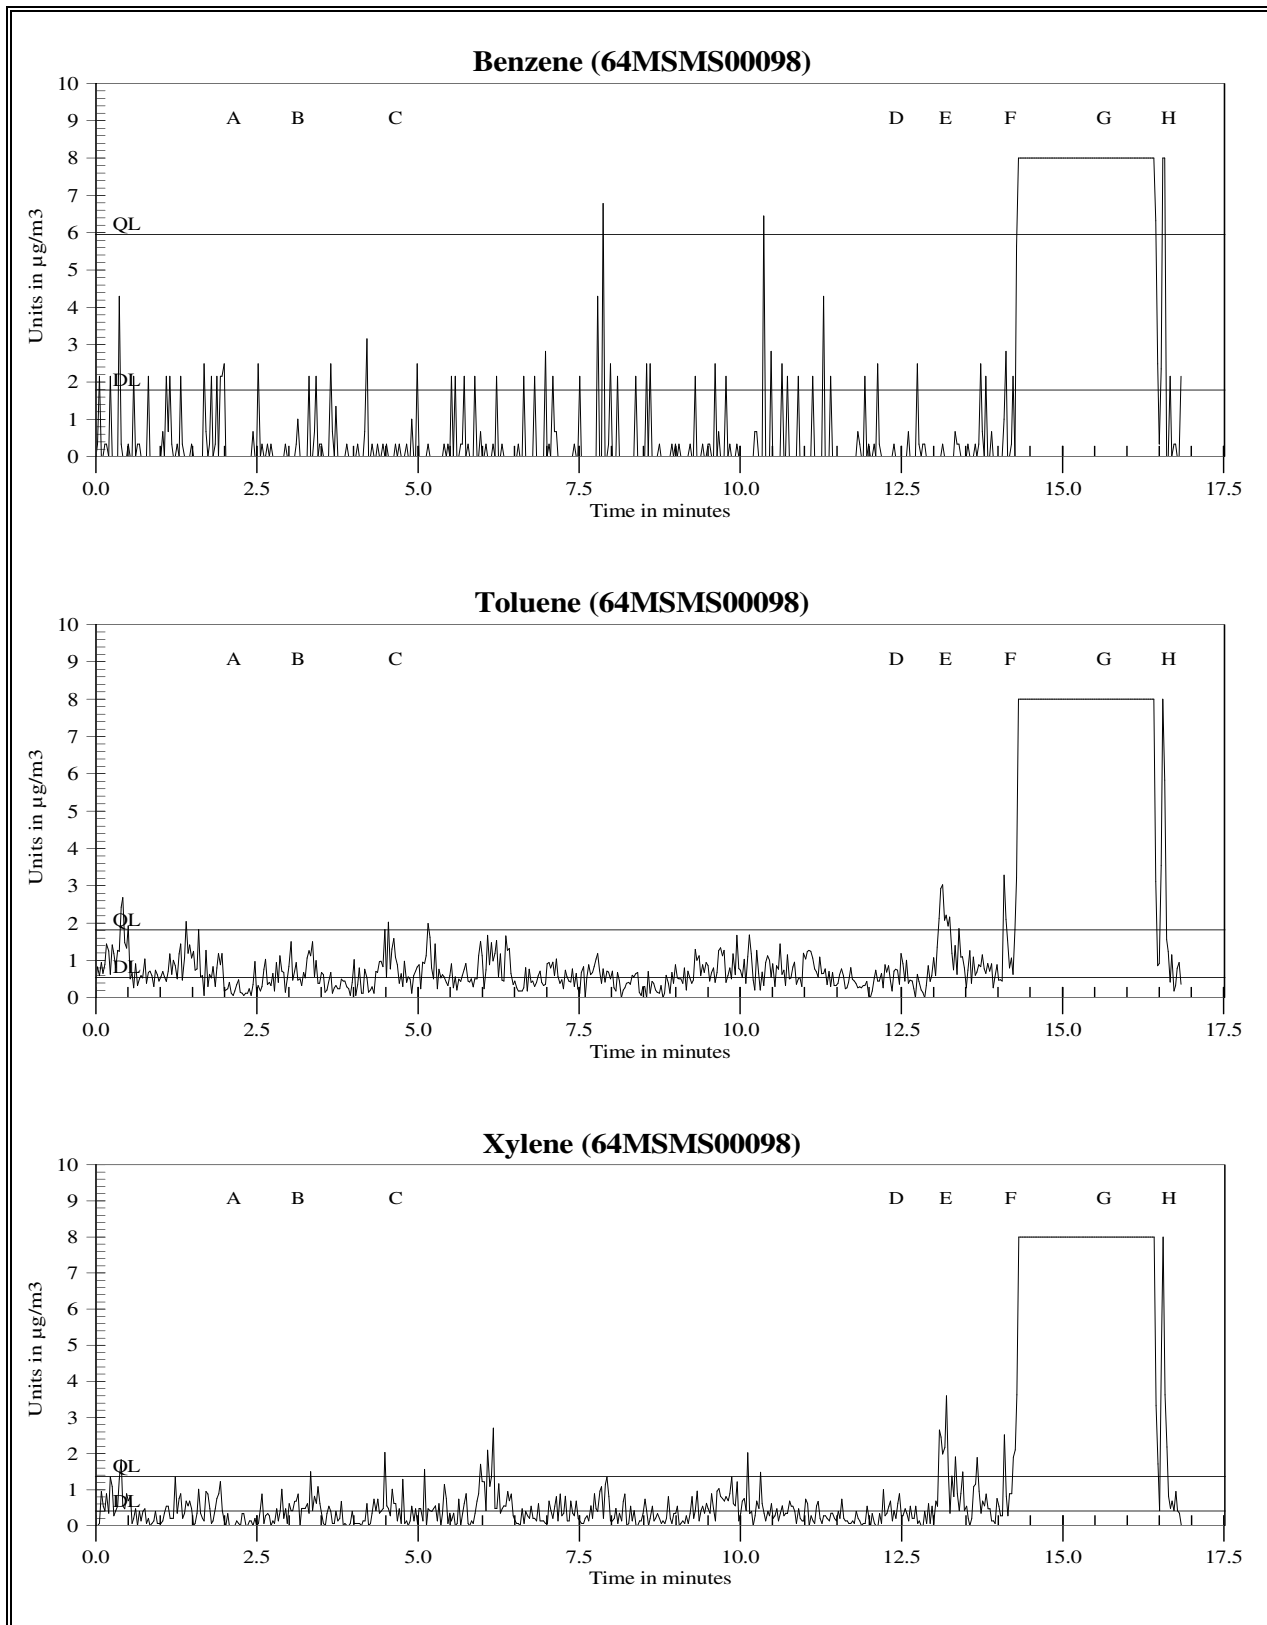 Benzene (64MSMS00098)
10
9
8
7
6
5
4
3
2
1
0
Units in µg/m3
A B C D E F G H
QL
DL
0.0 2.5 5.0 7.5 10.0 12.5 15.0 17.5
Time in minutes
Toluene (64MSMS00098)
10
9
8
7
6
5
4
3
2
1
0
Units in µg/m3
A B C D E F G H
QL
DL
0.0 2.5 5.0 7.5 10.0 12.5 15.0 17.5
Time in minutes
Xylene (64MSMS00098)
10
9
8
7
6
5
4
3
2
1
0
Units in µg/m3
A B C D E F G H
QL
DL
0.0 2.5 5.0 7.5 10.0 12.5 15.0 17.5
Time in minutes